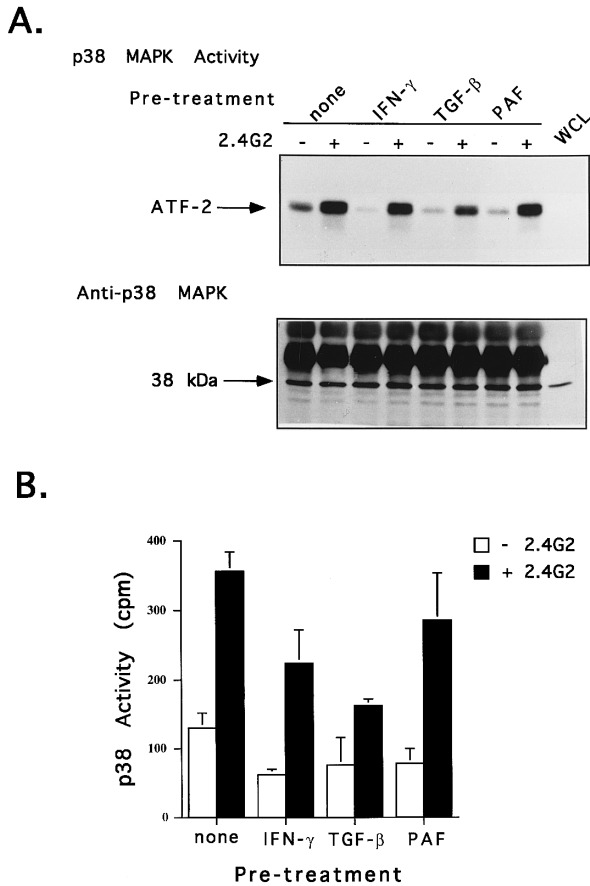 A.
p38 MAPK Activity
Pre-treatment none IFN-γ TGF-β PAF WCL
2.4G2 - + - + - + - +
ATF-2
Anti-p38 MAPK
38 kDa
B.
400
300
200
100
0
p38 Activity (cpm)
- 2.4G2
+ 2.4G2
none IFN-γ TGF-β PAF
Pre-treatment